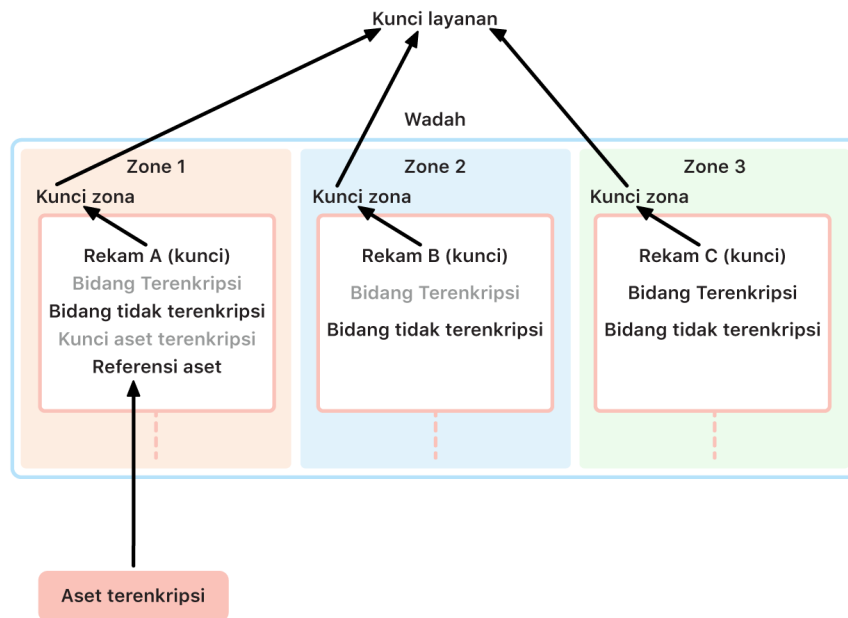 Kunci layanan
Wadah
Zone 1
Kunci zona
Rekam A (kunci)
Bidang Terenkripsi
Bidang tidak terenkripsi
Kunci aset terenkripsi
Referensi aset
Zone 2
Kunci zona
Rekam B (kunci)
Bidang Terenkripsi
Bidang tidak terenkripsi
Zone 3
Kunci zona
Rekam C (kunci)
Bidang Terenkripsi
Bidang tidak terenkripsi
Aset terenkripsi